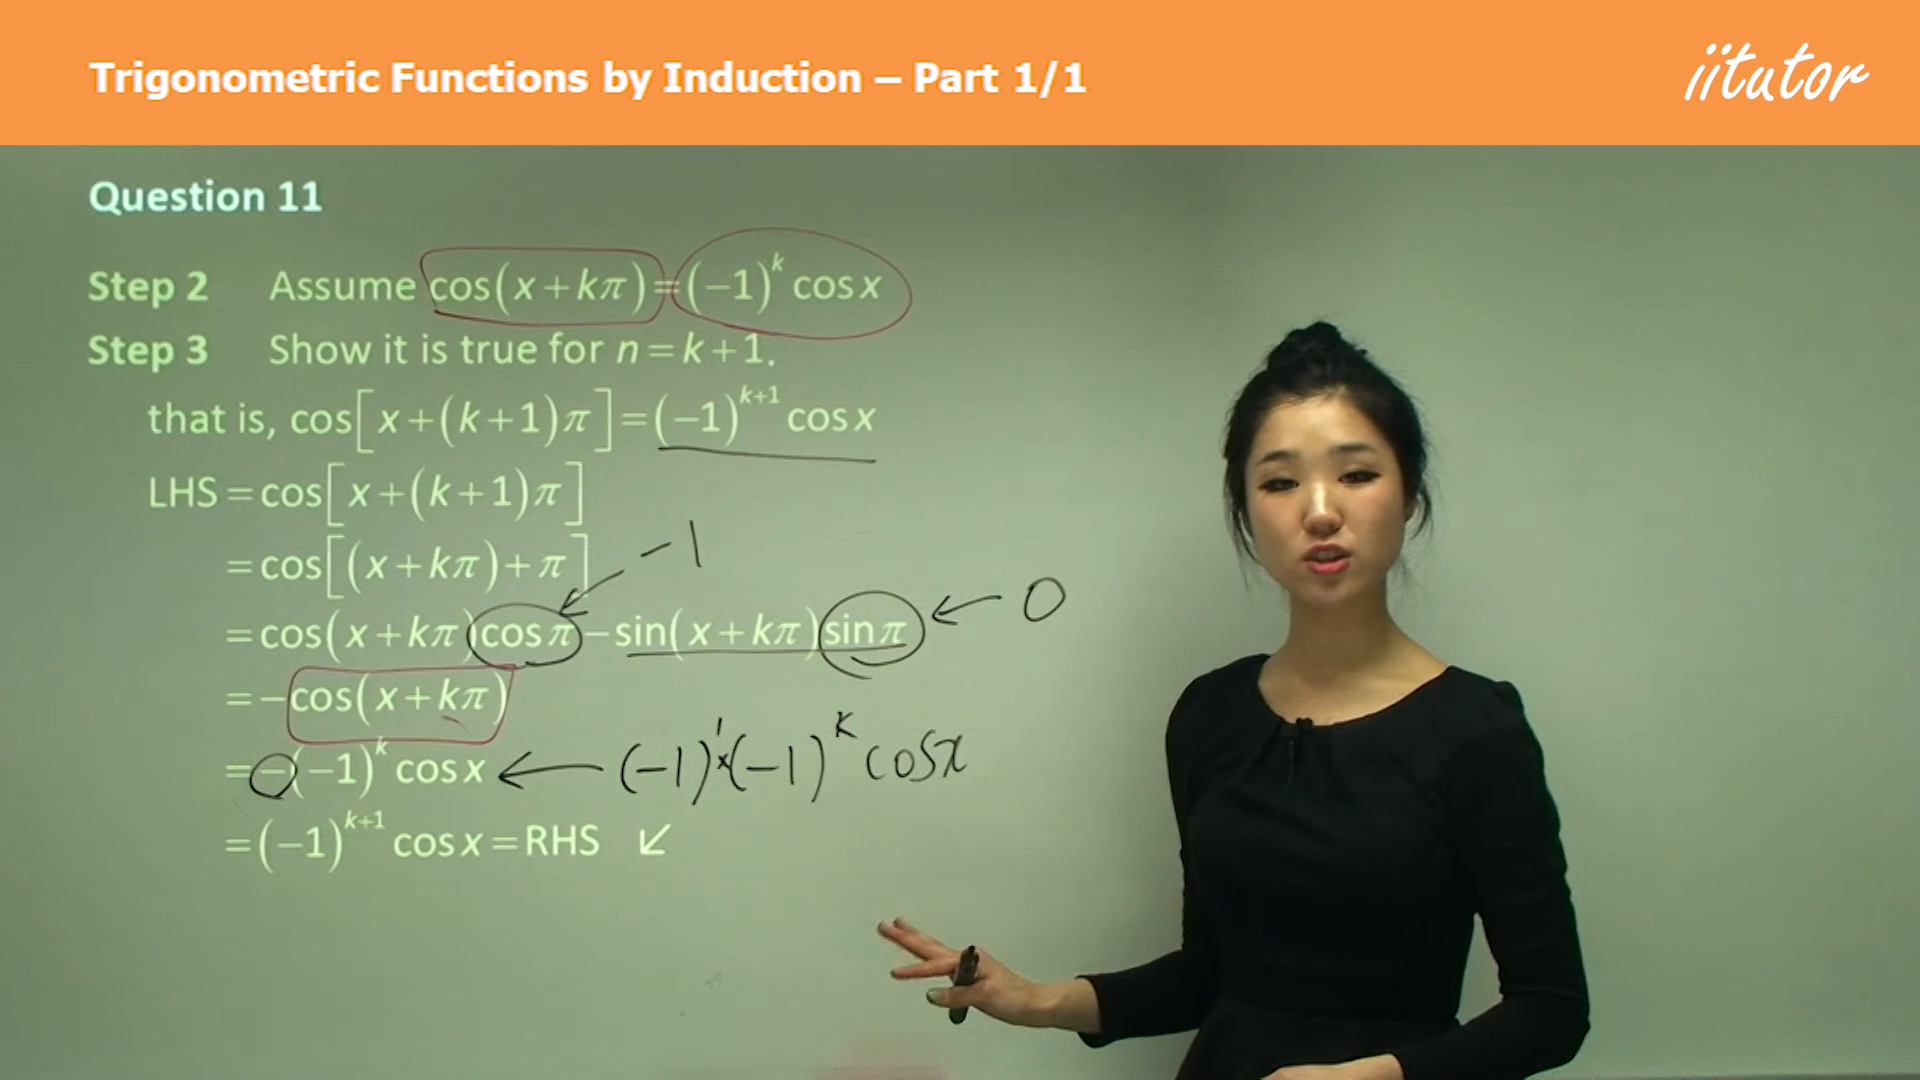 Trigonometric Functions by Induction – Part 1/1
iitutor
Question 11
Step 2 Assume cos(x+kπ)=(−1)^k cos x
Step 3 Show it is true for n=k+1.
that is, cos[x+(k+1)π]=(−1)^(k+1) cos x
LHS=cos[x+(k+1)π]
=cos[(x+kπ)+π]
−1
=cos(x+kπ)cosπ−sin(x+kπ)sinπ ← 0
=−cos(x+kπ)
=−(−1)^k cos x ← (−1)^1×(−1)^k cos x
=(−1)^(k+1) cos x=RHS ↙